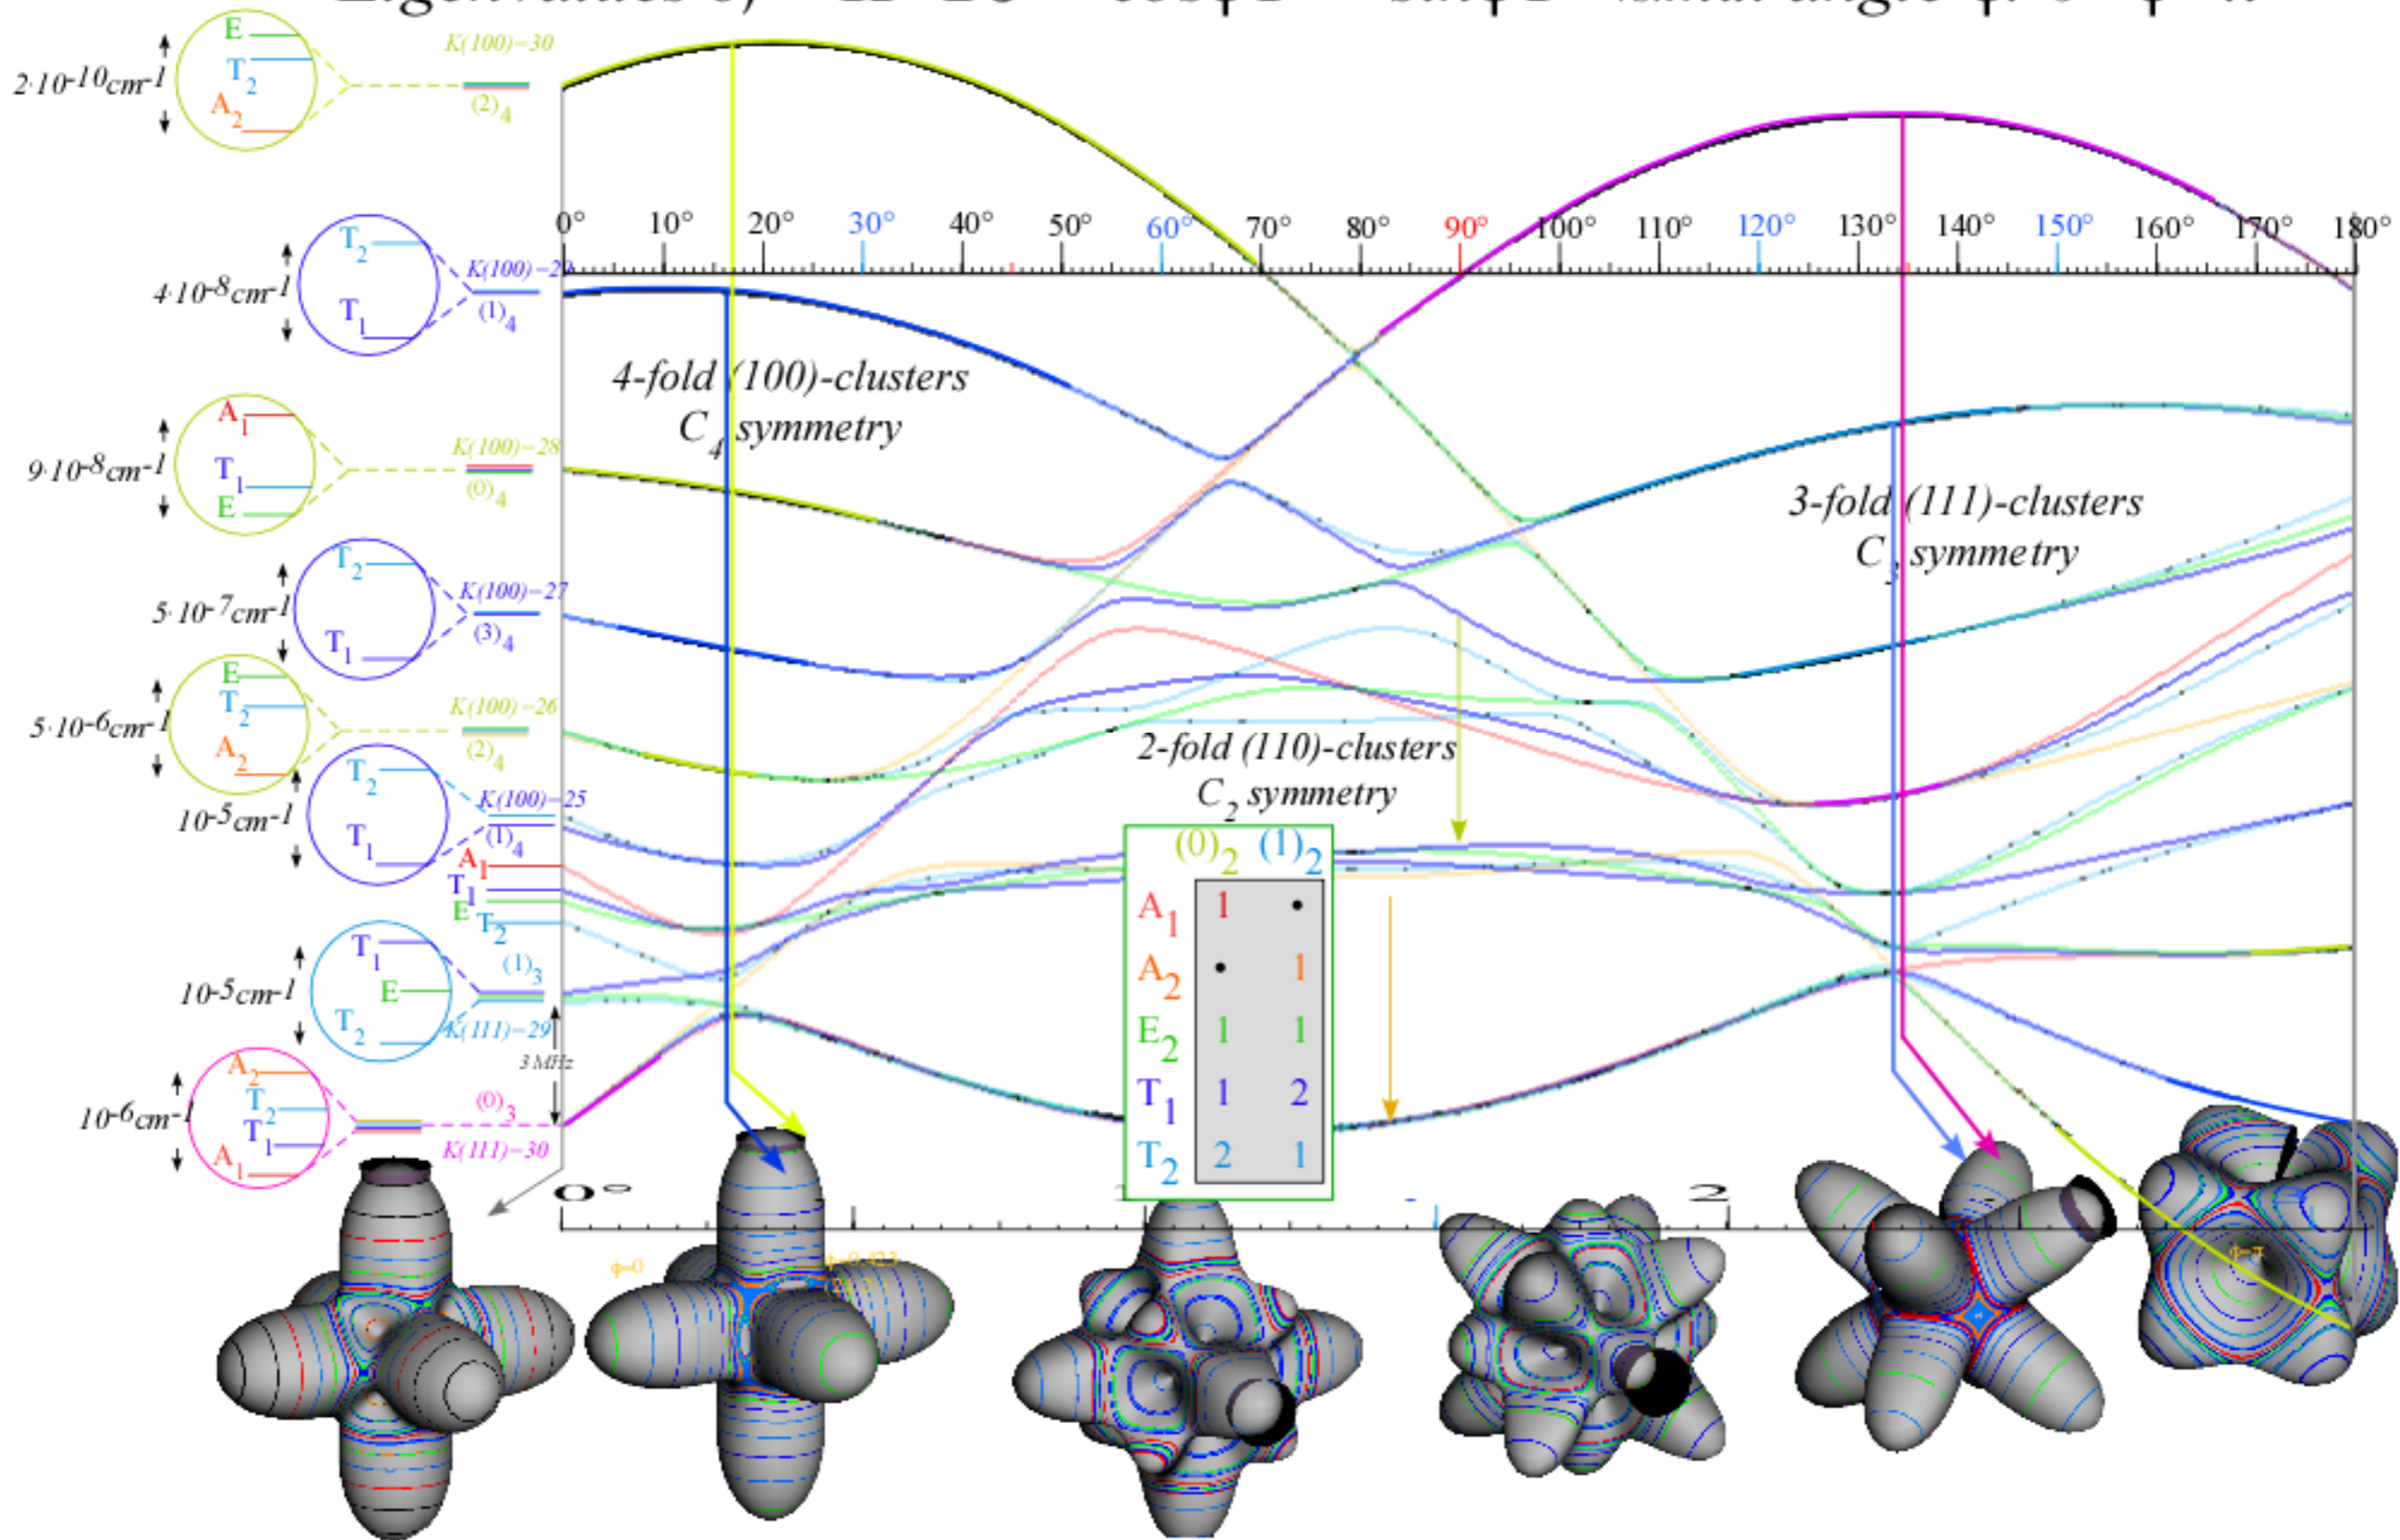 Eigenvalues of
E
T2
A2
2·10-10cm-1
K(100)=30
(2)4
0° 10° 20° 30° 40° 50° 60° 70° 80° 90° 100° 110° 120° 130° 140° 150° 160° 170° 180°
T2
T1
4·10-8cm-1
K(100)=29
(1)4
4-fold (100)-clusters
C4 symmetry
A1
T1
E
9·10-8cm-1
K(100)=28
(0)4
3-fold (111)-clusters
C3 symmetry
T2
T1
5·10-7cm-1
K(100)=27
(3)4
E
T2
A2
5·10-6cm-1
K(100)=26
(2)4
2-fold (110)-clusters
C2 symmetry
T2
T1
10-5cm-1
K(100)=25
(1)4
A1
T1
E
T2
(0)2 (1)2
A1 1 •
A2 • 1
E2 1 1
T1 1 2
T2 2 1
T1
E
T2
10-5cm-1
(1)3
K(111)=29
3 MHz
A2
T2
T1
A1
10-6cm-1
(0)3
K(111)=30
0°
2
ϕ=0
ϕ=π